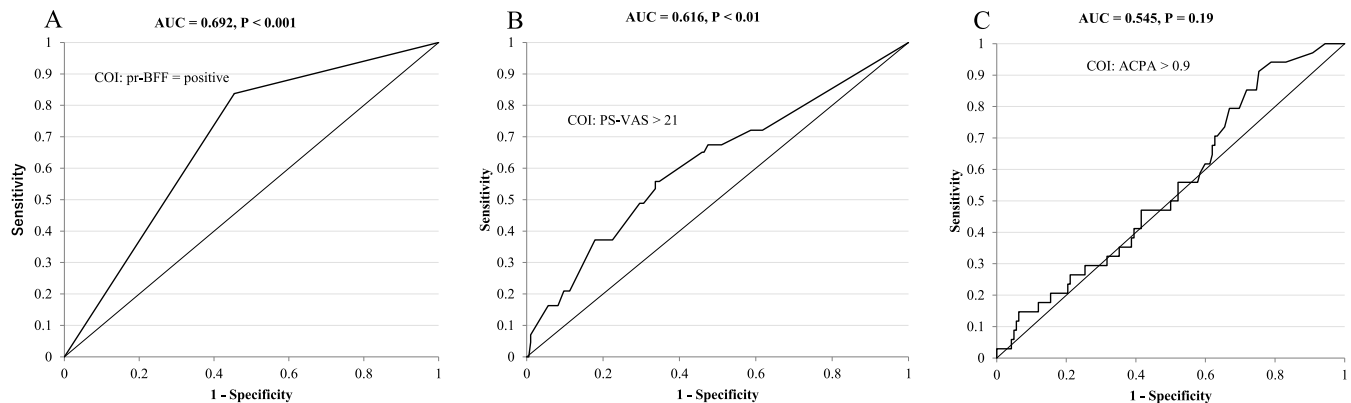 A
AUC = 0.692, P < 0.001
COI: pr-BFF = positive
Sensitivity
1
0.9
0.8
0.7
0.6
0.5
0.4
0.3
0.2
0.1
0
0 0.2 0.4 0.6 0.8 1
1 - Specificity
B
AUC = 0.616, P < 0.01
COI: PS-VAS > 21
Sensitivity
1
0.9
0.8
0.7
0.6
0.5
0.4
0.3
0.2
0.1
0
0 0.2 0.4 0.6 0.8 1
1 - Specificity
C
AUC = 0.545, P = 0.19
COI: ACPA > 0.9
Sensitivity
1
0.9
0.8
0.7
0.6
0.5
0.4
0.3
0.2
0.1
0
0 0.2 0.4 0.6 0.8 1
1 - Specificity